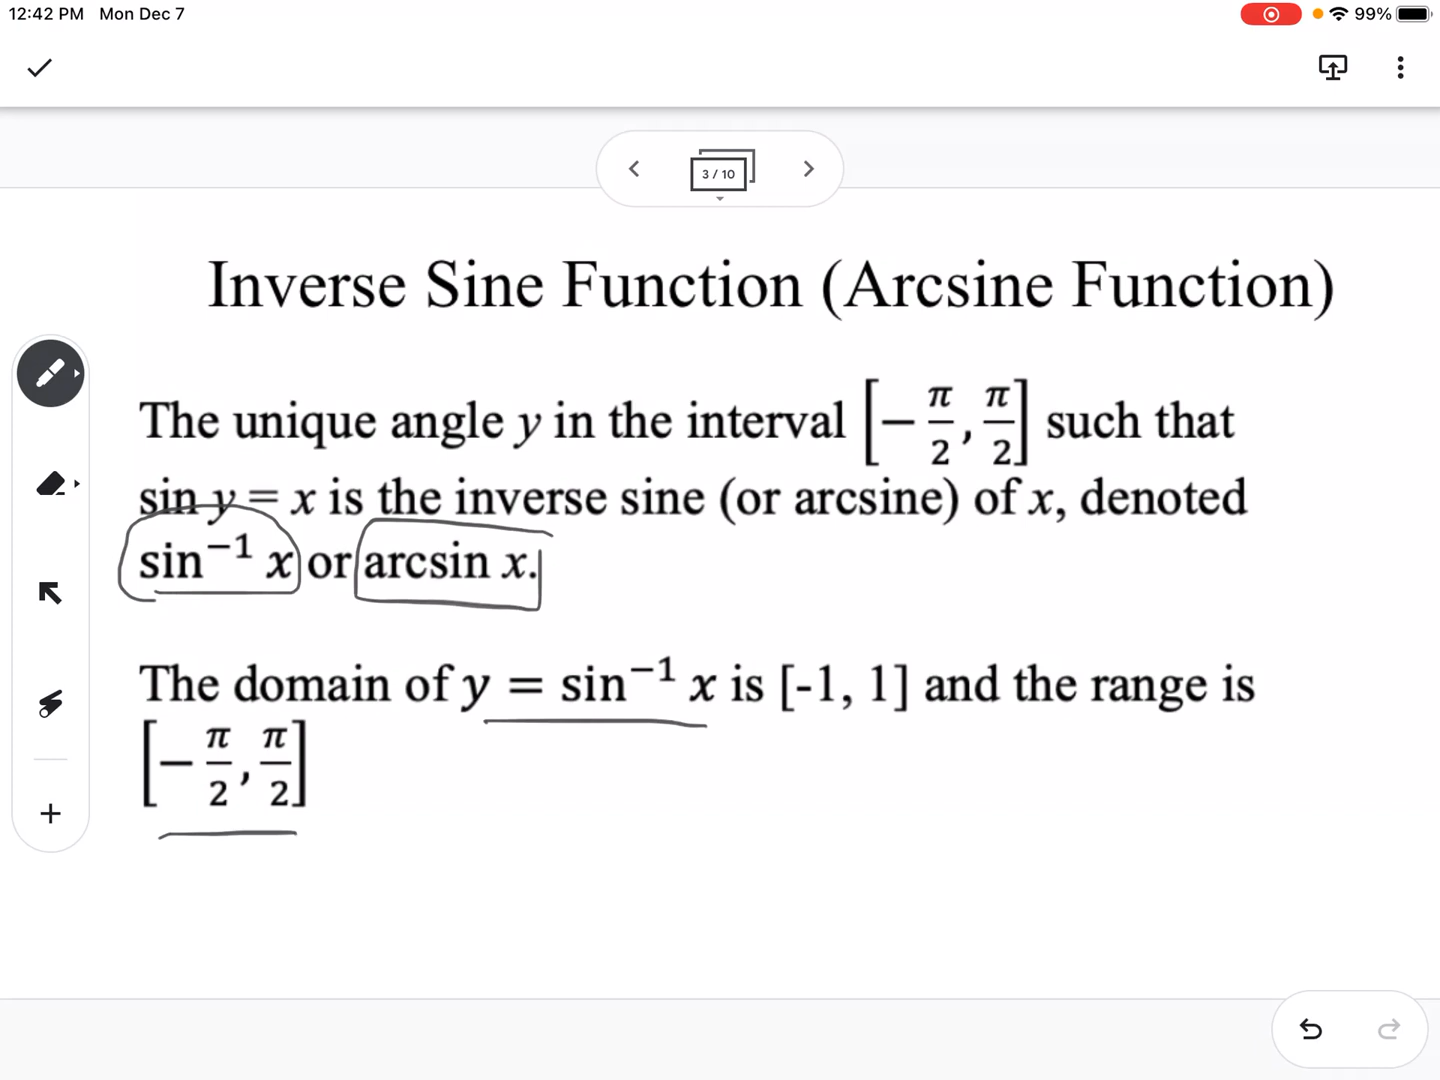 12:42 PM Mon Dec 7
99%
3 / 10
Inverse Sine Function (Arcsine Function)
The unique angle y in the interval [−π/2, π/2] such that
sin y = x is the inverse sine (or arcsine) of x, denoted
sin⁻¹ x or arcsin x.
The domain of y = sin⁻¹ x is [-1, 1] and the range is
[−π/2, π/2]